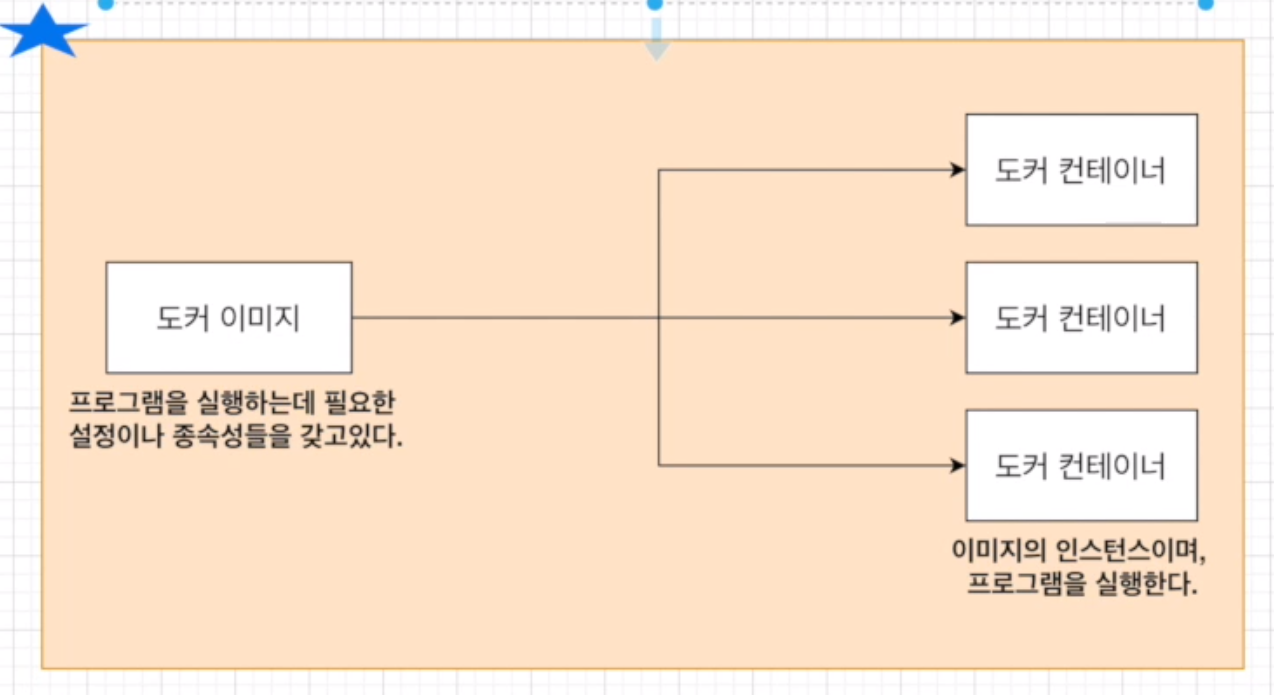 도커 컨테이너
도커 이미지
도커 컨테이너
프로그램을 실행하는데 필요한
설정이나 종속성들을 갖고있다.
도커 컨테이너
이미지의 인스턴스이며,
프로그램을 실행한다.